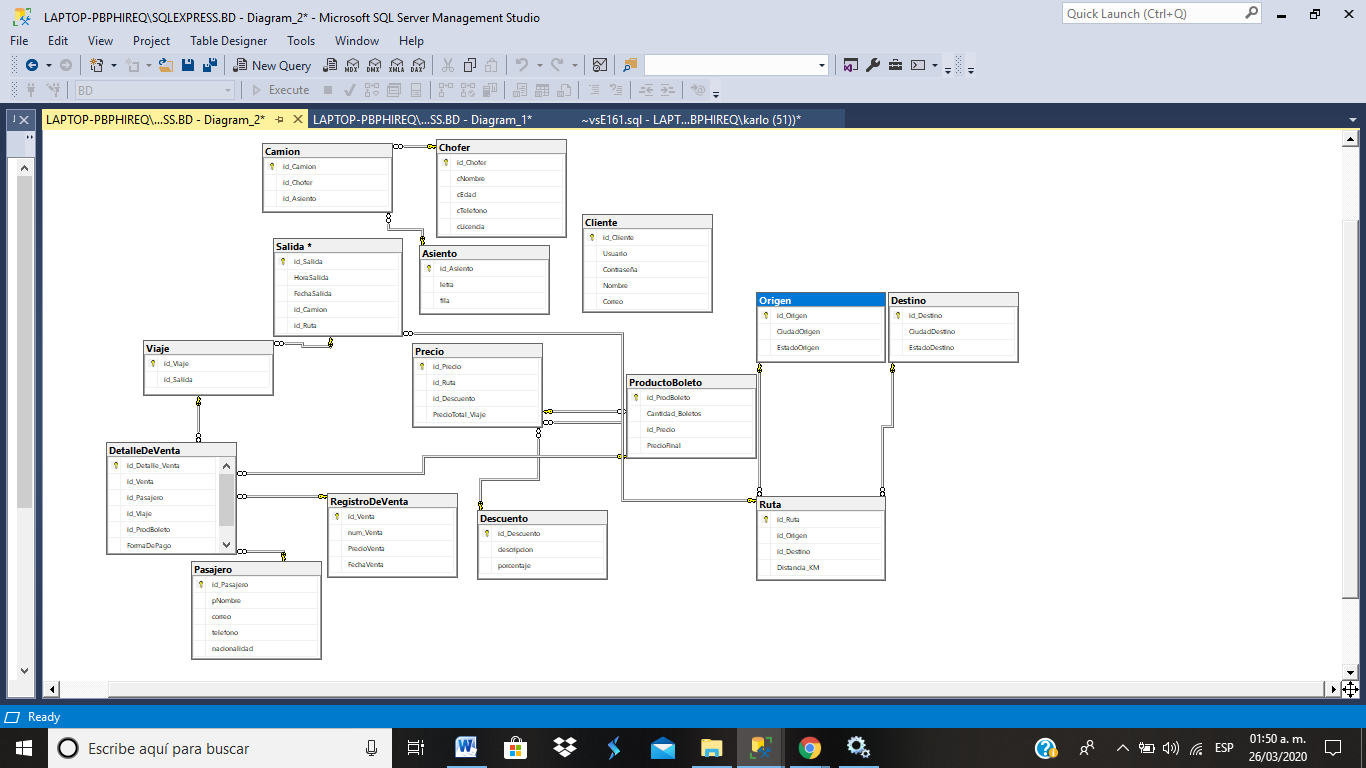 LAPTOP-PBPHIREQ\SQLEXPRESS.BD - Diagram_2* - Microsoft SQL Server Management Studio
Quick Launch (Ctrl+Q)
File Edit View Project Table Designer Tools Window Help
New Query
MDX DMX XMLA DAX
BD
Execute
LAPTOP-PBPHIREQ\...SS.BD - Diagram_2*
LAPTOP-PBPHIREQ\...SS.BD - Diagram_1*
~vsE161.sql - LAPT...BPHIREQ\karlo (51))*
Camion
id_Camion
id_Chofer
id_Asiento
Chofer
id_Chofer
cNombre
cEdad
cTelefono
cLicencia
Cliente
id_Cliente
Usuario
Contraseña
Nombre
Correo
Salida *
id_Salida
HoraSalida
FechaSalida
id_Camion
id_Ruta
Asiento
id_Asiento
letra
fila
Origen
id_Origen
CiudadOrigen
EstadoOrigen
Destino
id_Destino
CiudadDestino
EstadoDestino
Viaje
id_Viaje
id_Salida
Precio
id_Precio
id_Ruta
id_Descuento
PrecioTotal_Viaje
ProductoBoleto
id_ProdBoleto
Cantidad_Boletos
id_Precio
PrecioFinal
DetalleDeVenta
id_Detalle_Venta
id_Venta
id_Pasajero
id_Viaje
id_ProdBoleto
FormaDePago
RegistroDeVenta
id_Venta
num_Venta
PrecioVenta
FechaVenta
Descuento
id_Descuento
descripcion
porcentaje
Ruta
id_Ruta
id_Origen
id_Destino
Distancia_KM
Pasajero
id_Pasajero
pNombre
correo
telefono
nacionalidad
Ready
Escribe aquí para buscar
ESP
01:50 a. m.
26/03/2020